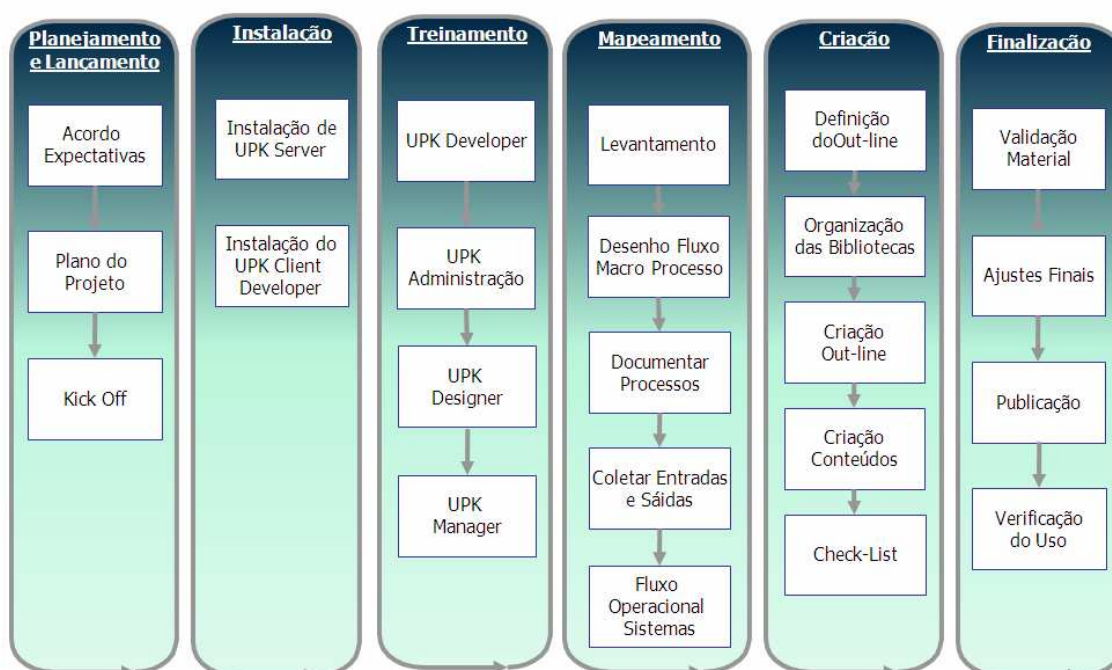 Planejamento
e Lançamento
Acordo
Expectativas
Plano do
Projeto
Kick Off
Instalação
Instalação de
UPK Server
Instalação do
UPK Client
Developer
Treinamento
UPK Developer
UPK
Administração
UPK
Designer
UPK
Manager
Mapeamento
Levantamento
Desenho Fluxo
Macro Processo
Documentar
Processos
Coletar Entradas
e Sáidas
Fluxo
Operacional
Sistemas
Criação
Definição
doOut-line
Organização
das Bibliotecas
Criação
Out-line
Criação
Conteúdos
Check-List
Finalização
Validação
Material
Ajustes Finais
Publicação
Verificação
do Uso